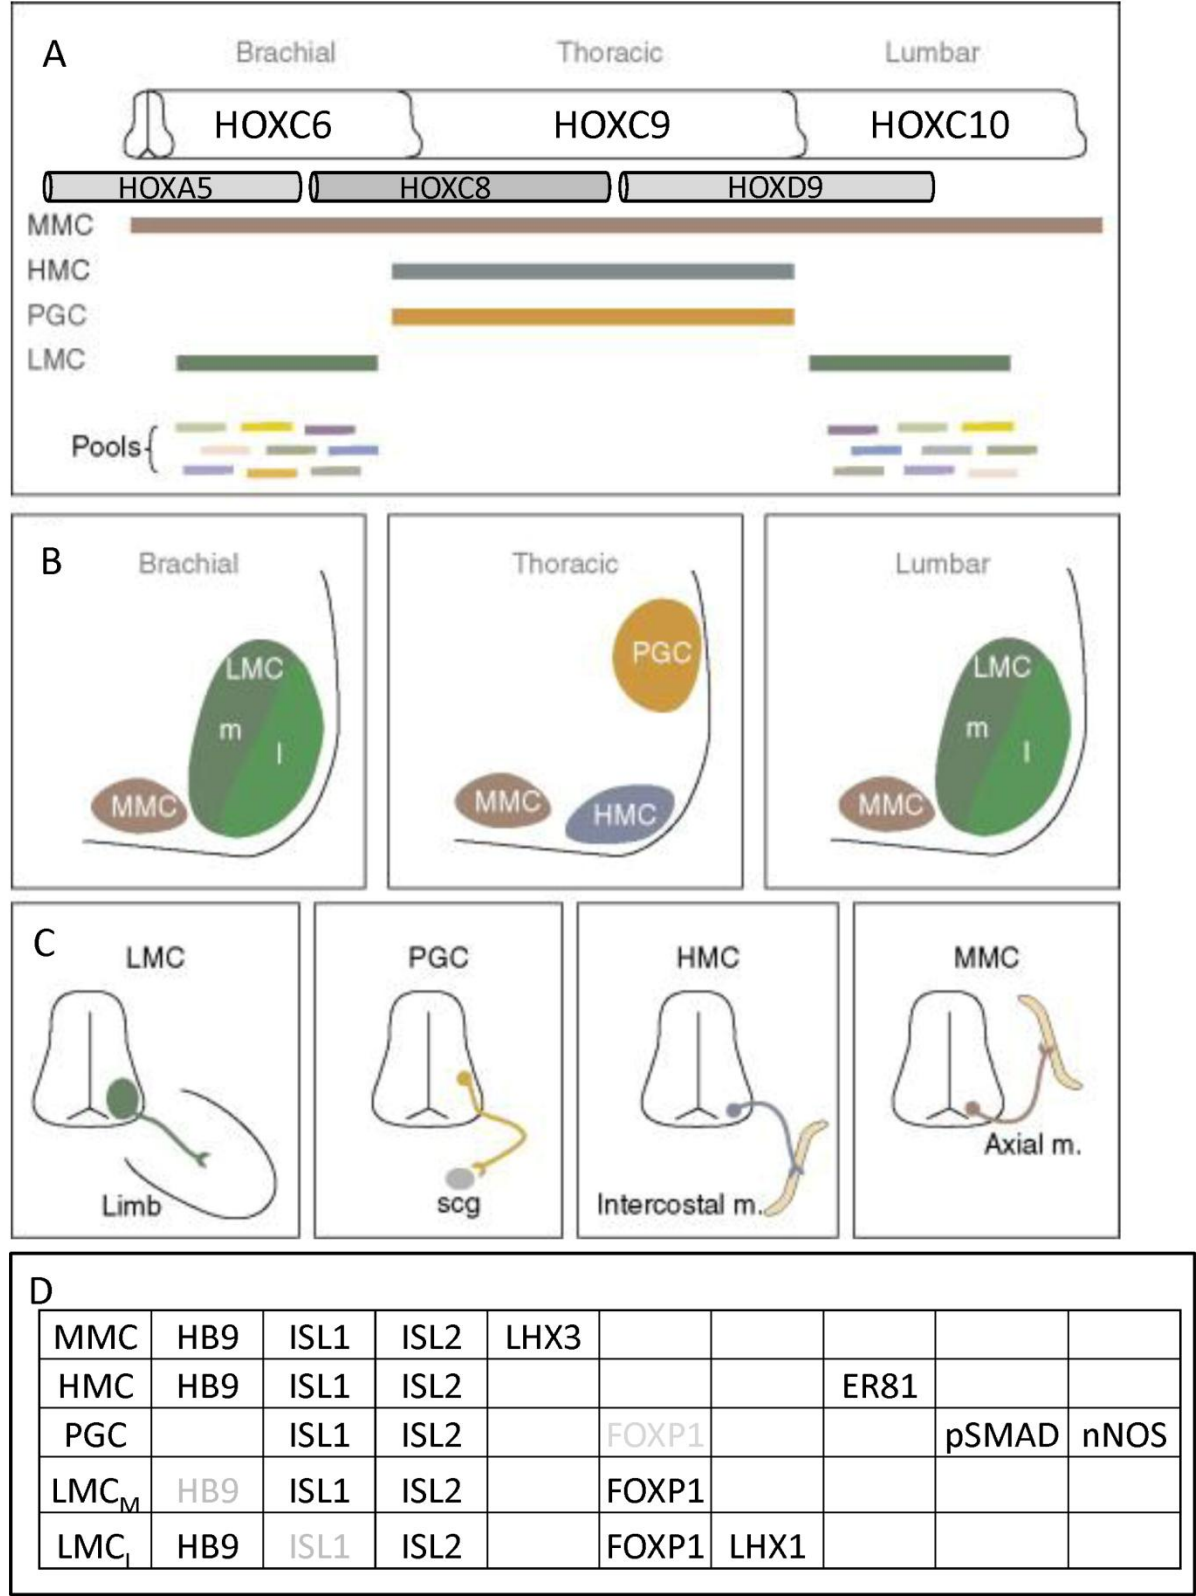 A
Brachial Thoracic Lumbar
HOXC6 HOXC9 HOXC10
HOXA5 HOXC8 HOXD9
MMC
HMC
PGC
LMC
Pools
B
Brachial
LMC
m
l
MMC
Thoracic
PGC
MMC
HMC
Lumbar
LMC
m
l
MMC
C
LMC
Limb
PGC
scg
HMC
Intercostal m.
MMC
Axial m.
D
MMC HB9 ISL1 ISL2 LHX3
HMC HB9 ISL1 ISL2 ER81
PGC ISL1 ISL2 FOXP1 pSMAD nNOS
LMCM HB9 ISL1 ISL2 FOXP1
LMCL HB9 ISL1 ISL2 FOXP1 LHX1